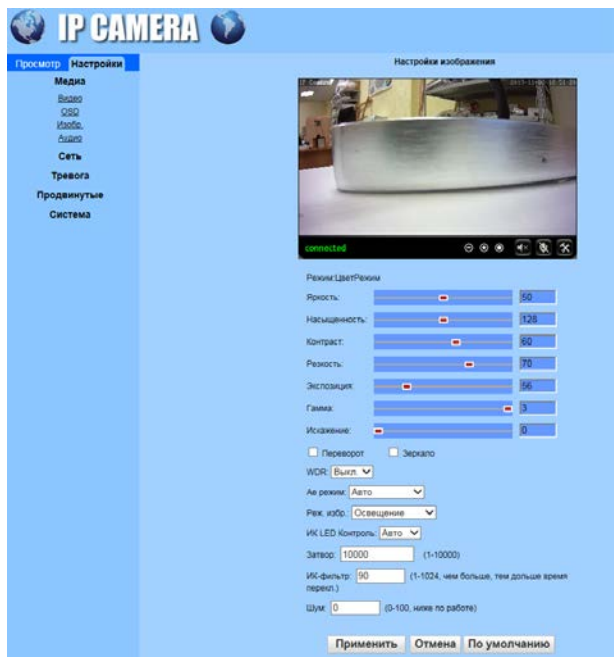 IP CAMERA
Просмотр Настройки
Медиа
Видео
OSD
Изобр.
Аудио
Сеть
Тревога
Продвинутые
Система
Настройки изображения
connected
Режим:ЦветРежим
Яркость: 50
Насыщенность: 128
Контраст: 60
Резкость: 70
Экспозиция: 56
Гамма: 3
Искажение: 0
Переворот Зеркало
WDR: Выкл.
Ае режим: Авто
Реж. избр.: Освещение
ИК LED Контроль: Авто
Затвор: 10000 (1-10000)
ИК-фильтр: 90 (1-1024, чем больше, тем дольше время
перекл.)
Шум: 0 (0-100, ниже по работе)
Применить Отмена По умолчанию